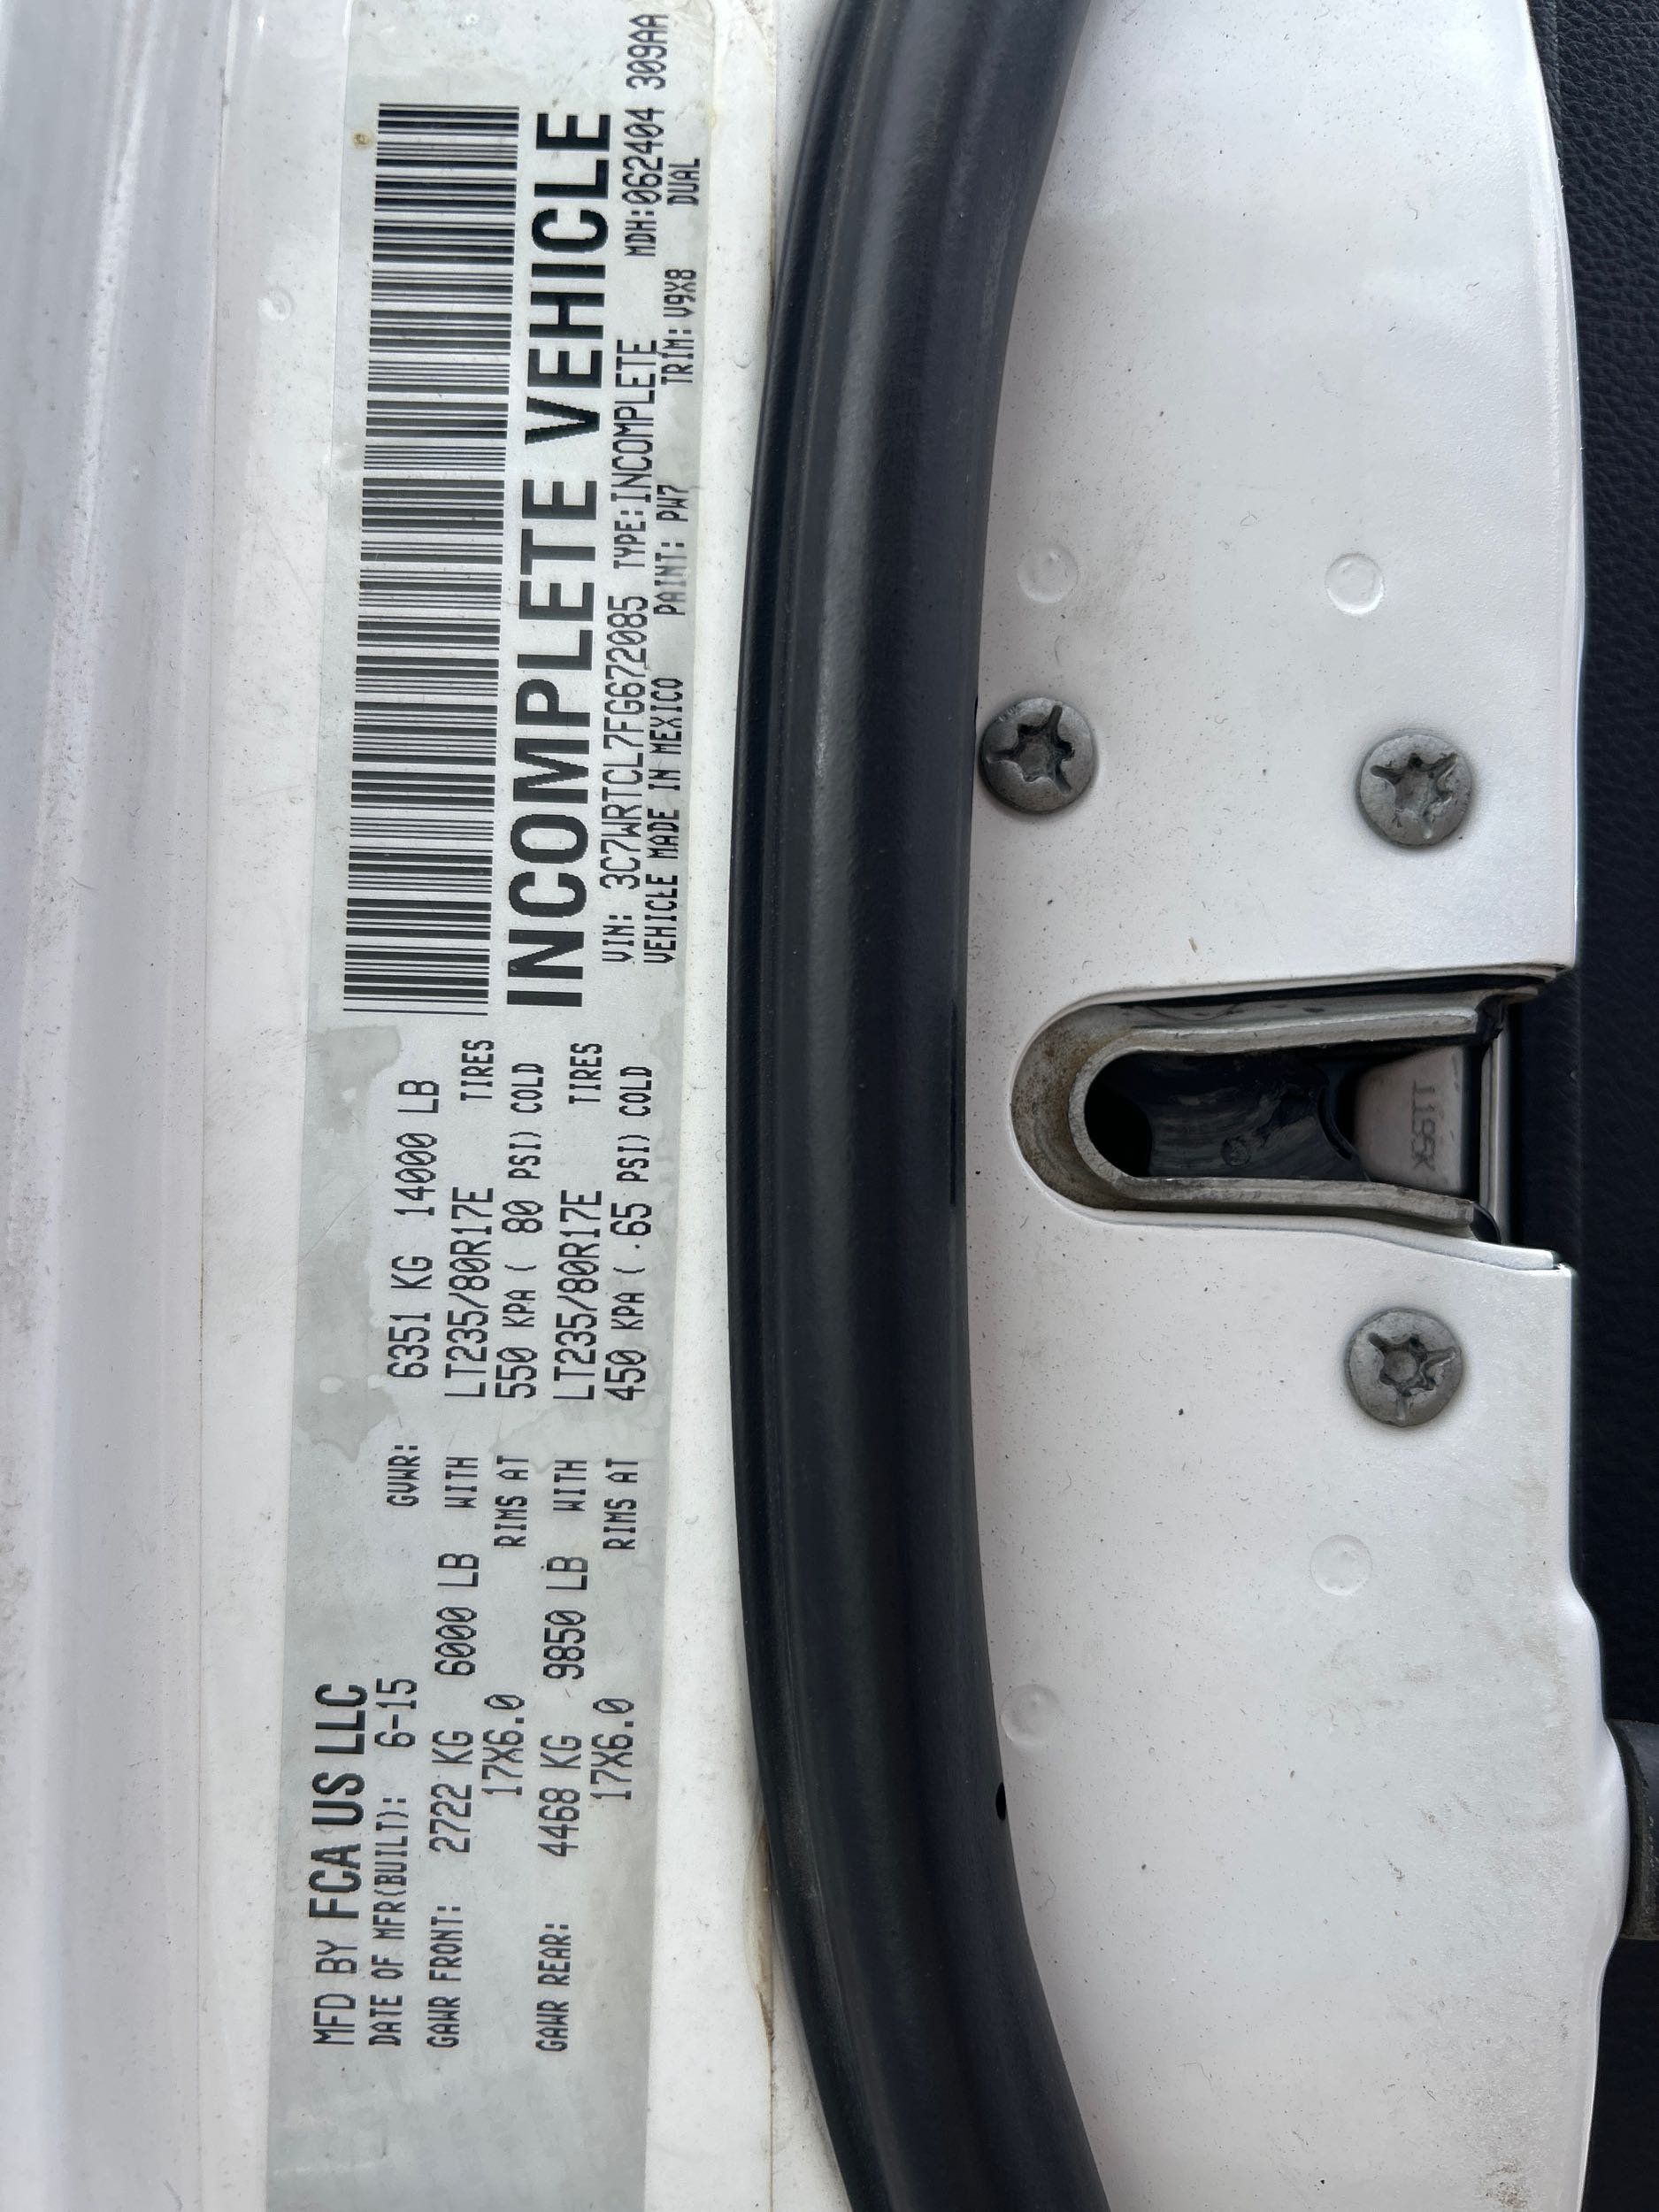 MFD BY FCA US LLC
DATE OF MFR(BUILT): 6-15 GVWR: 6351 KG 14000 LB
GAWR FRONT: 2722 KG 6000 LB WITH LT235/80R17E TIRES
17X6.0 RIMS AT 550 KPA ( 80 PSI) COLD
GAWR REAR: 4468 KG 9850 LB WITH LT235/80R17E TIRES
17X6.0 RIMS AT 450 KPA ( 65 PSI) COLD
INCOMPLETE VEHICLE
VIN: 3C7WRTCL7FG672085 TYPE:INCOMPLETE MDH:062404 309AA
VEHICLE MADE IN MEXICO PAINT: PW7 TRIM: V9X8 DUAL